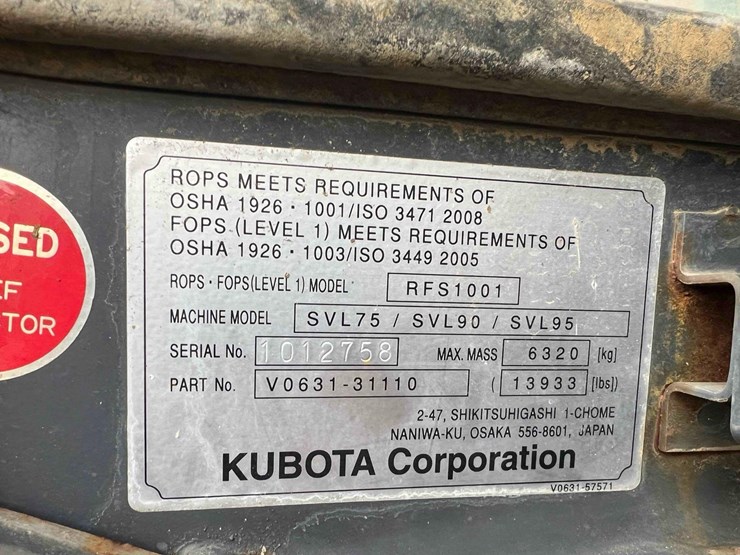 ROPS MEETS REQUIREMENTS OF
OSHA 1926・1001/ISO 3471 2008
FOPS (LEVEL 1) MEETS REQUIREMENTS OF
OSHA 1926・1003/ISO 3449 2005
ROPS・FOPS(LEVEL 1) MODEL RFS1001
MACHINE MODEL SVL75 / SVL90 / SVL95
SERIAL No. 1012758 MAX. MASS 6320 [kg]
PART No. V0631-31110 ( 13933 [lbs])
2-47, SHIKITSUHIGASHI 1-CHOME
NANIWA-KU, OSAKA 556-8601, JAPAN
KUBOTA Corporation
V0631-57571
SED
EF
TOR